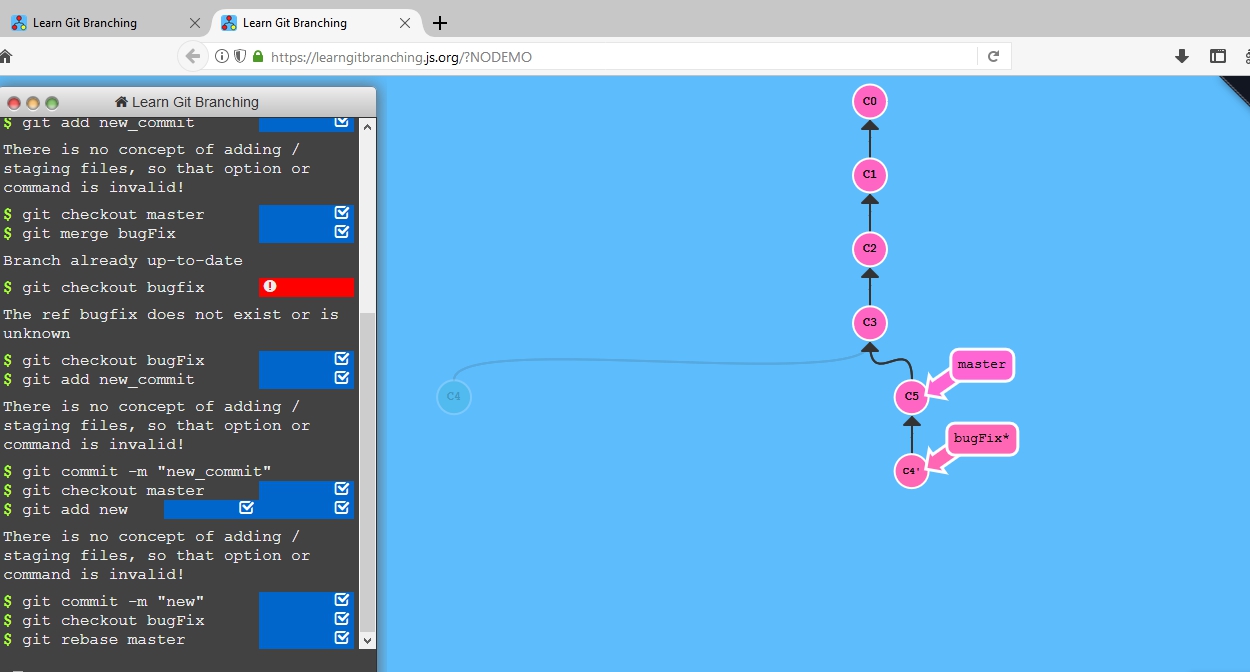 Learn Git Branching
Learn Git Branching
https://learngitbranching.js.org/?NODEMO
Learn Git Branching
$ git add new_commit
There is no concept of adding /
staging files, so that option or
command is invalid!
$ git checkout master
$ git merge bugFix
Branch already up-to-date
$ git checkout bugfix
The ref bugfix does not exist or is
unknown
$ git checkout bugFix
$ git add new_commit
There is no concept of adding /
staging files, so that option or
command is invalid!
$ git commit -m "new_commit"
$ git checkout master
$ git add new
There is no concept of adding /
staging files, so that option or
command is invalid!
$ git commit -m "new"
$ git checkout bugFix
$ git rebase master
C0
C1
C2
C3
master
C4
C5
bugFix*
C4'